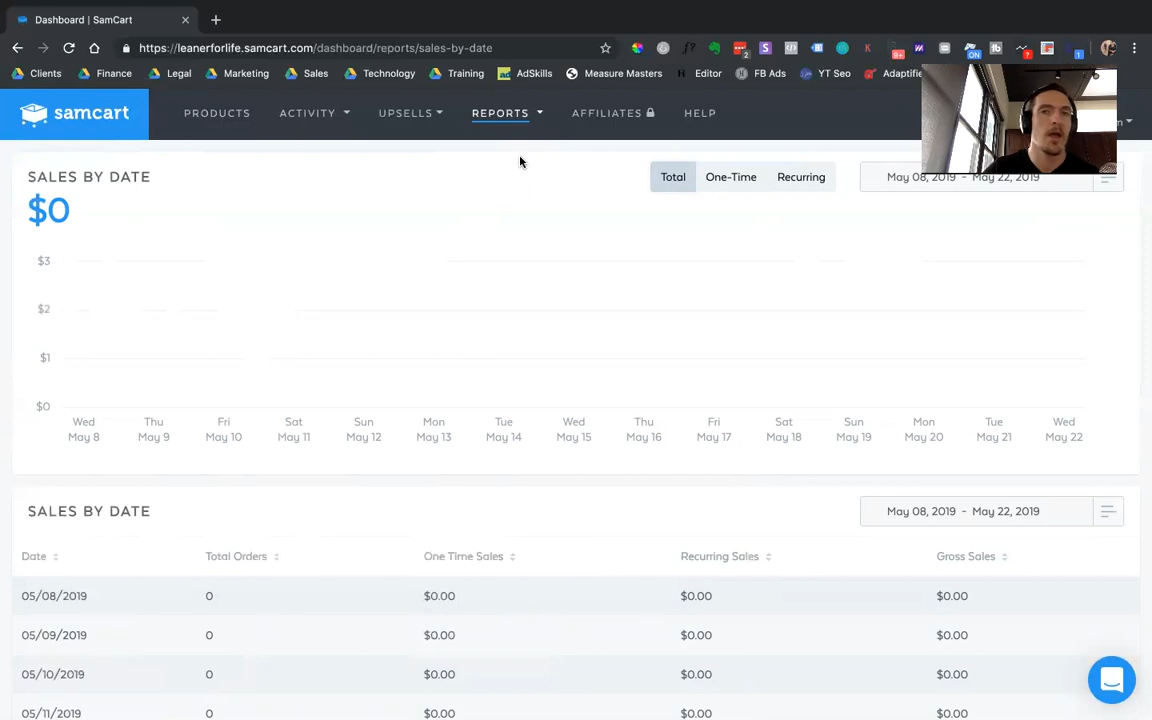 Dashboard | SamCart
https://leanerforlife.samcart.com/dashboard/reports/sales-by-date
Clients Finance Legal Marketing Sales Technology Training AdSkills Measure Masters Editor FB Ads YT Seo Adaptifie
samcart
PRODUCTS ACTIVITY UPSELLS REPORTS AFFILIATES HELP
SALES BY DATE
$0
Total One-Time Recurring
May 08, 2019 - May 22, 2019
$3
$2
$1
$0
Wed Thu Fri Sat Sun Mon Tue Wed Thu Fri Sat Sun Mon Tue Wed
May 8 May 9 May 10 May 11 May 12 May 13 May 14 May 15 May 16 May 17 May 18 May 19 May 20 May 21 May 22
SALES BY DATE
May 08, 2019 - May 22, 2019
Date Total Orders One Time Sales Recurring Sales Gross Sales
05/08/2019 0 $0.00 $0.00 $0.00
05/09/2019 0 $0.00 $0.00 $0.00
05/10/2019 0 $0.00 $0.00 $0.00
05/11/2019 0 $0.00 $0.00 $0.00